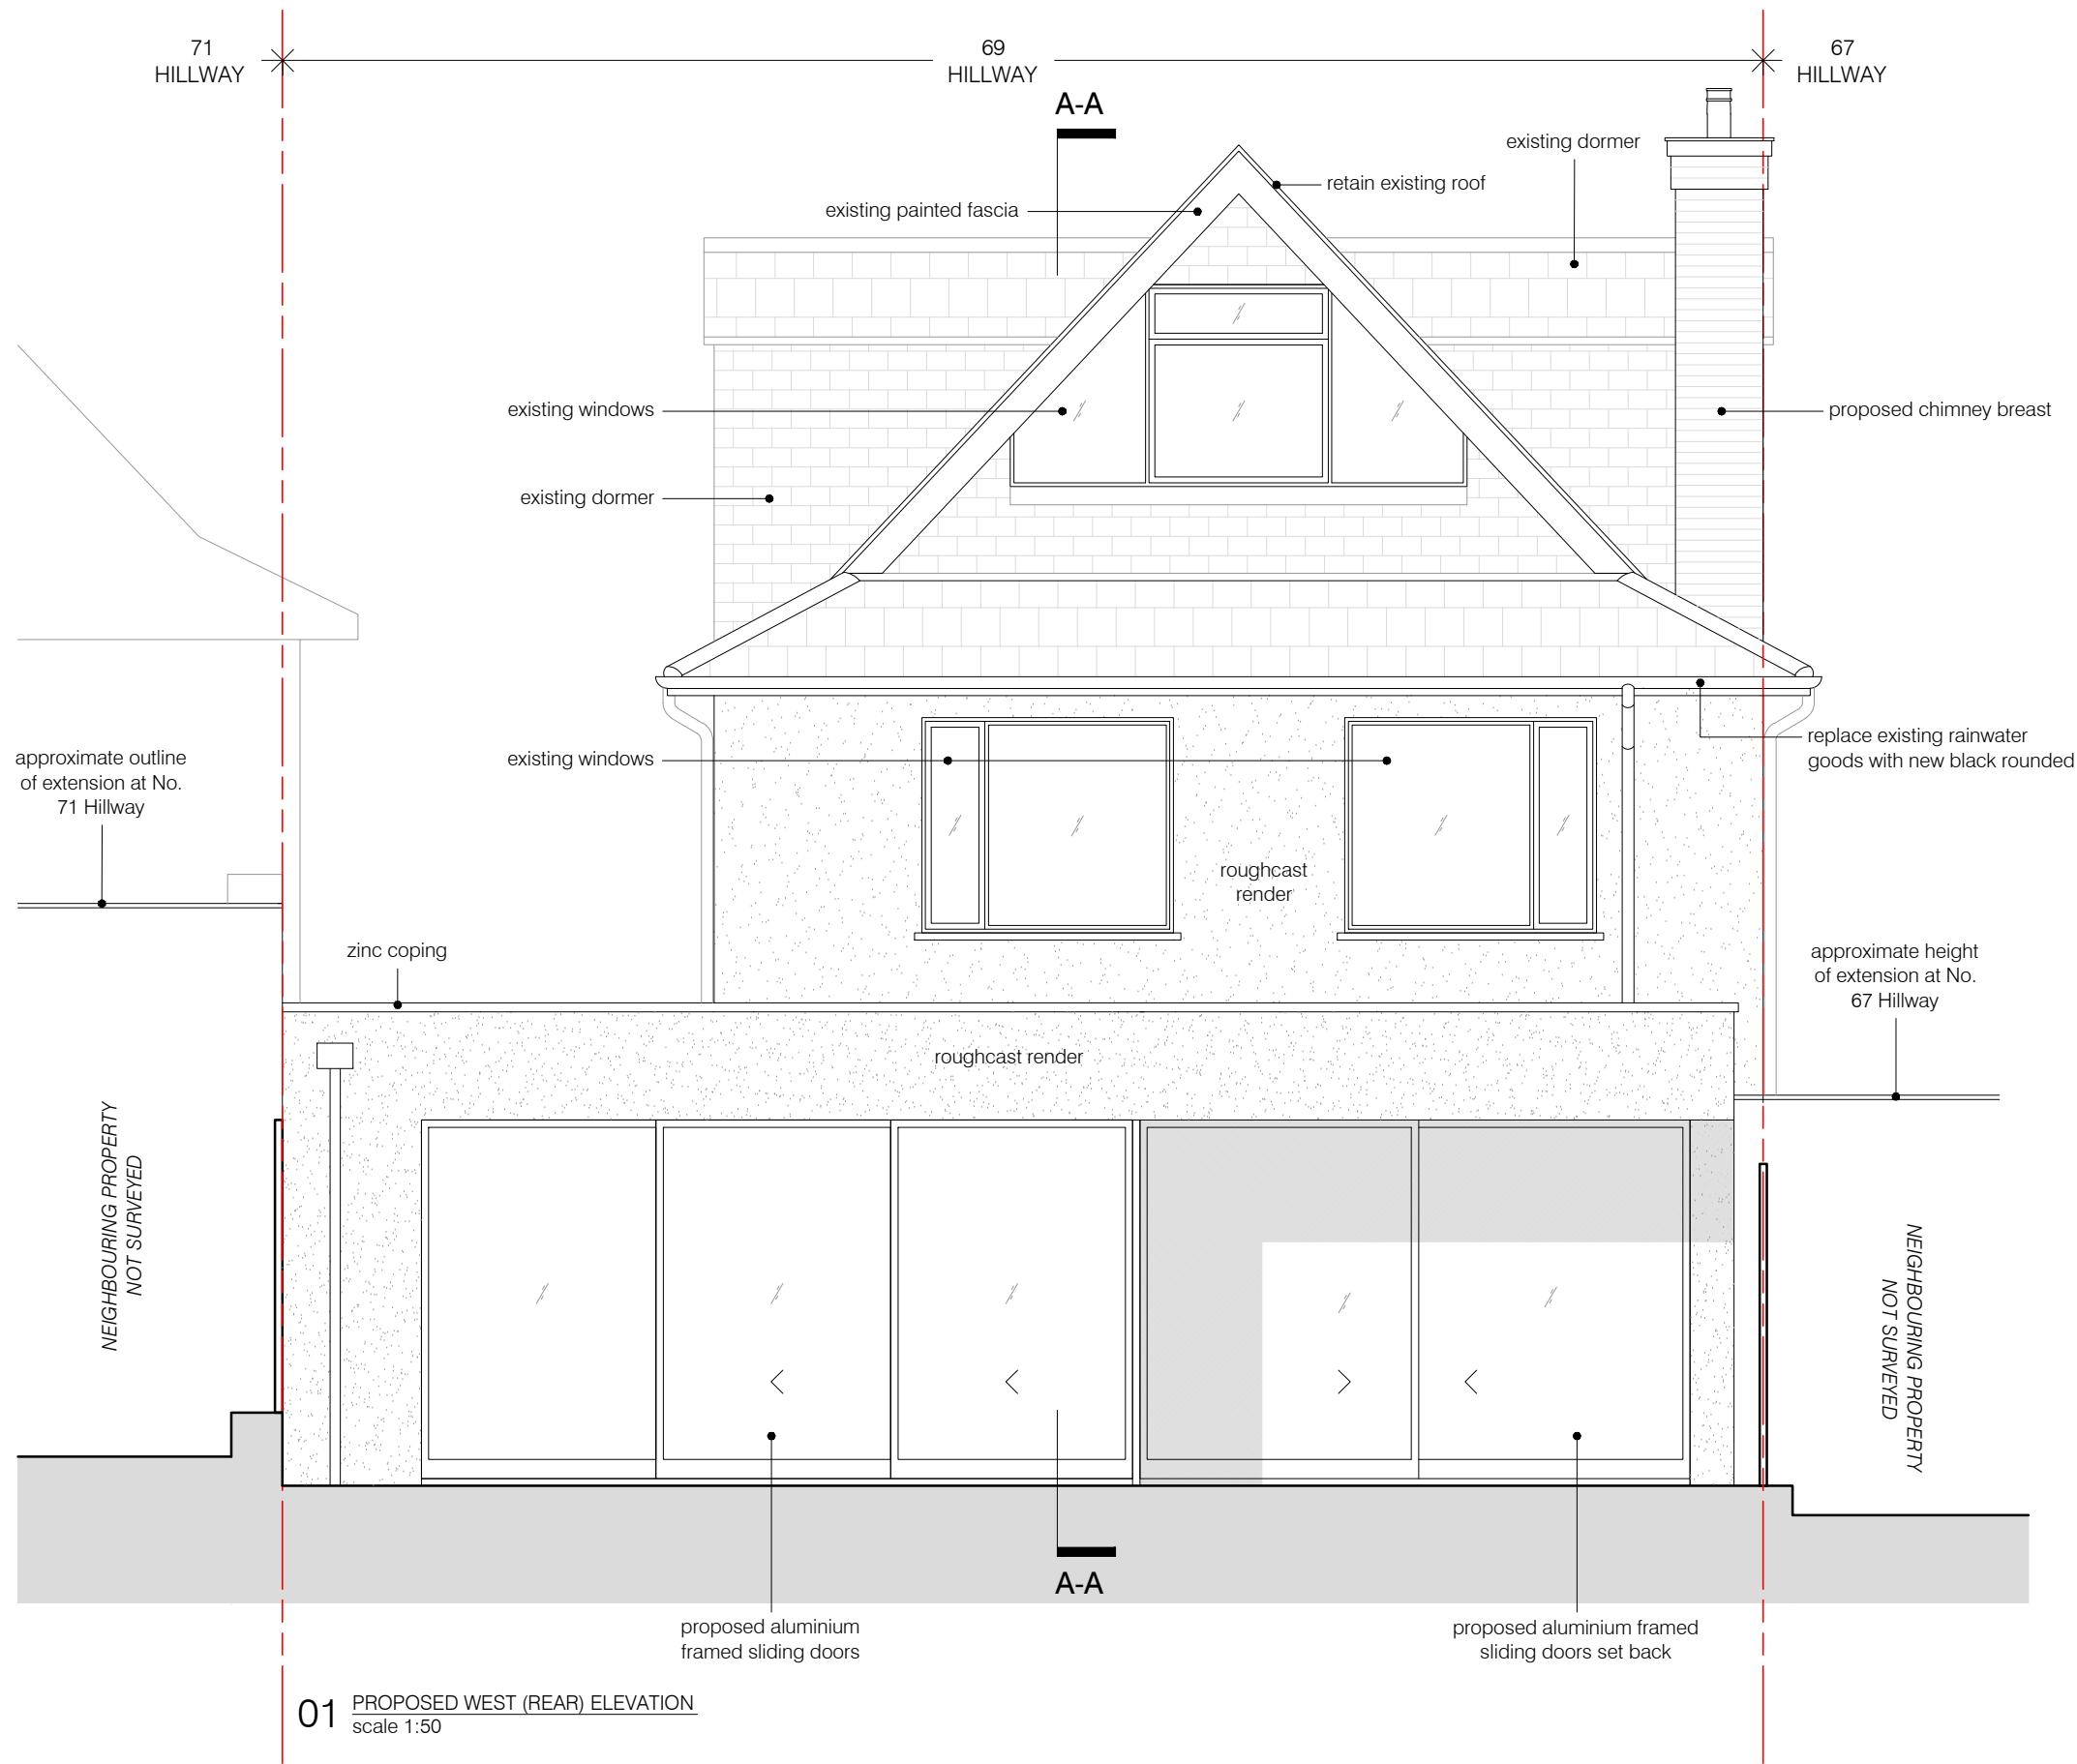 71
HILLWAY
69
HILLWAY
67
HILLWAY
A-A
existing dormer
retain existing roof
existing painted fascia
existing windows
proposed chimney breast
existing dormer
replace existing rainwater
goods with new black rounded
existing windows
approximate outline
of extension at No.
71 Hillway
roughcast
render
zinc coping
approximate height
of extension at No.
67 Hillway
roughcast render
NEIGHBOURING PROPERTY
NOT SURVEYED
NEIGHBOURING PROPERTY
NOT SURVEYED
A-A
proposed aluminium
framed sliding doors
proposed aluminium framed
sliding doors set back
01 PROPOSED WEST (REAR) ELEVATION
scale 1:50